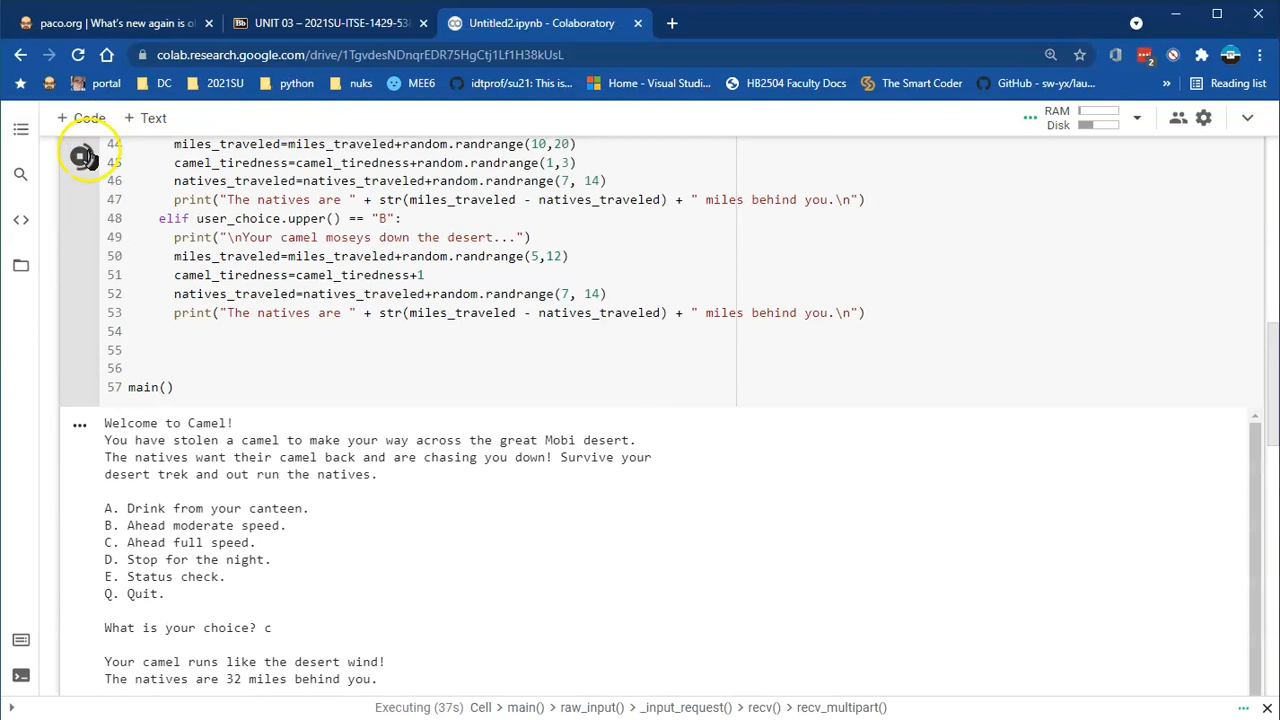 paco.org | What's new again is o
UNIT 03 – 2021SU-ITSE-1429-53
Untitled2.ipynb - Colaboratory
colab.research.google.com/drive/1TgvdesNDnqrEDR75HgCtj1Lf1H38kUsL
2
portal
DC
2021SU
python
nuks
MEE6
idtprof/su21: This is...
Home - Visual Studi...
HB2504 Faculty Docs
The Smart Coder
GitHub - sw-yx/lau...
»
Reading list
+ Code + Text
RAM
Disk
44 miles_traveled=miles_traveled+random.randrange(10,20)
45 camel_tiredness=camel_tiredness+random.randrange(1,3)
46 natives_traveled=natives_traveled+random.randrange(7, 14)
47 print("The natives are " + str(miles_traveled - natives_traveled) + " miles behind you.\n")
48 elif user_choice.upper() == "B":
49 print("\nYour camel moseys down the desert...")
50 miles_traveled=miles_traveled+random.randrange(5,12)
51 camel_tiredness=camel_tiredness+1
52 natives_traveled=natives_traveled+random.randrange(7, 14)
53 print("The natives are " + str(miles_traveled - natives_traveled) + " miles behind you.\n")
54
55
56
57 main()
Welcome to Camel!
You have stolen a camel to make your way across the great Mobi desert.
The natives want their camel back and are chasing you down! Survive your
desert trek and out run the natives.
A. Drink from your canteen.
B. Ahead moderate speed.
C. Ahead full speed.
D. Stop for the night.
E. Status check.
Q. Quit.
What is your choice? c
Your camel runs like the desert wind!
The natives are 32 miles behind you.
Executing (37s) Cell > main() > raw_input() > _input_request() > recv() > recv_multipart()